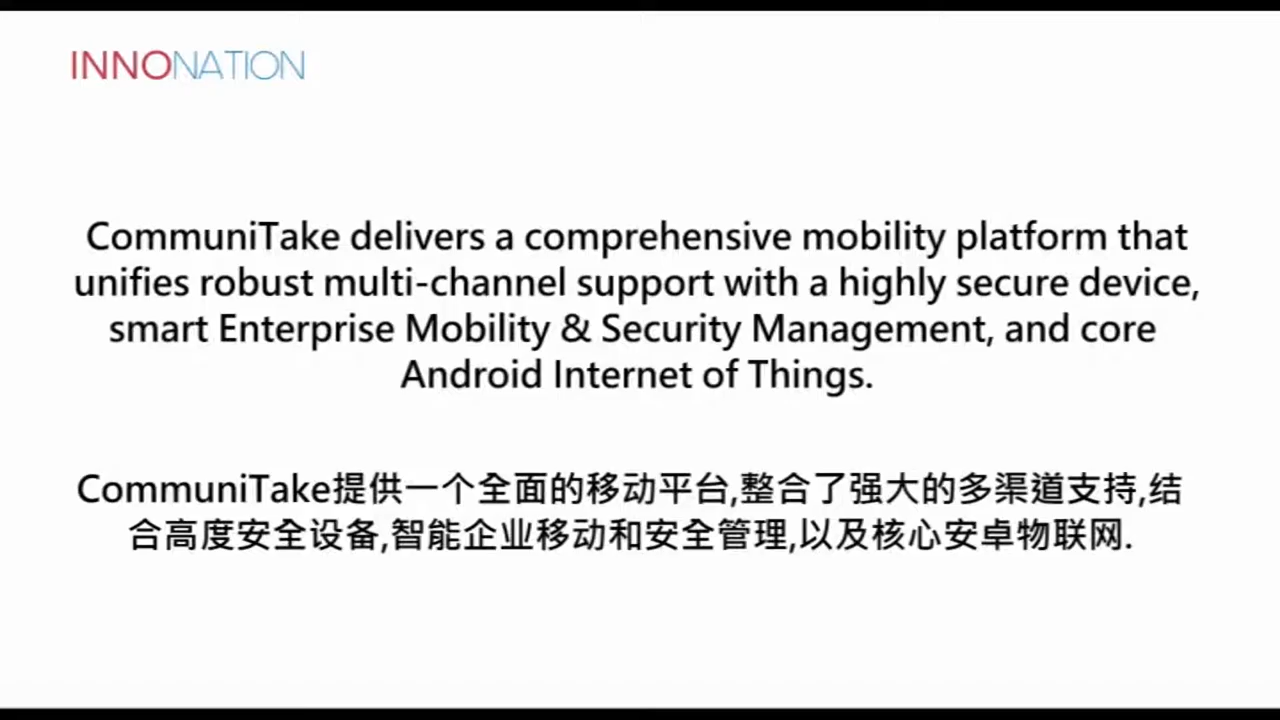 INNONATION
CommuniTake delivers a comprehensive mobility platform that
unifies robust multi-channel support with a highly secure device,
smart Enterprise Mobility & Security Management, and core
Android Internet of Things.
CommuniTake提供一个全面的移动平台,整合了强大的多渠道支持,结
合高度安全设备,智能企业移动和安全管理,以及核心安卓物联网.